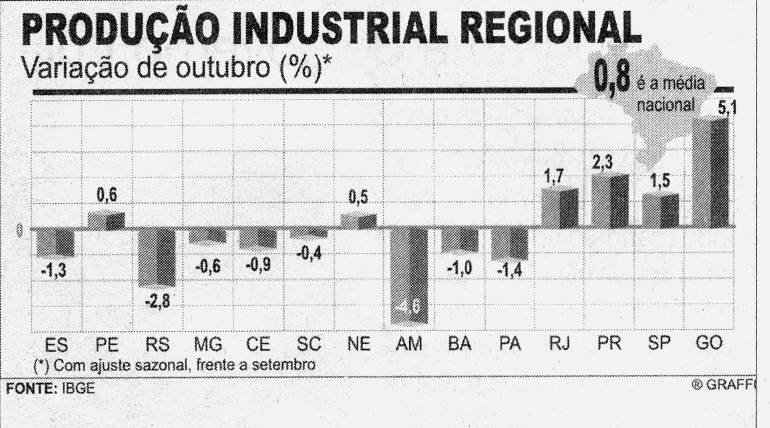 PRODUÇÃO INDUSTRIAL REGIONAL
Variação de outubro (%)*
0,8 é a média
nacional
5,1
0,6
0,5
1,7
2,3
1,5
0
-1,3
-2,8
-0,6
-0,9
-0,4
-4,6
-1,0
-1,4
ES PE RS MG CE SC NE AM BA PA RJ PR SP GO
(*) Com ajuste sazonal, frente a setembro
FONTE: IBGE
® GRAFF